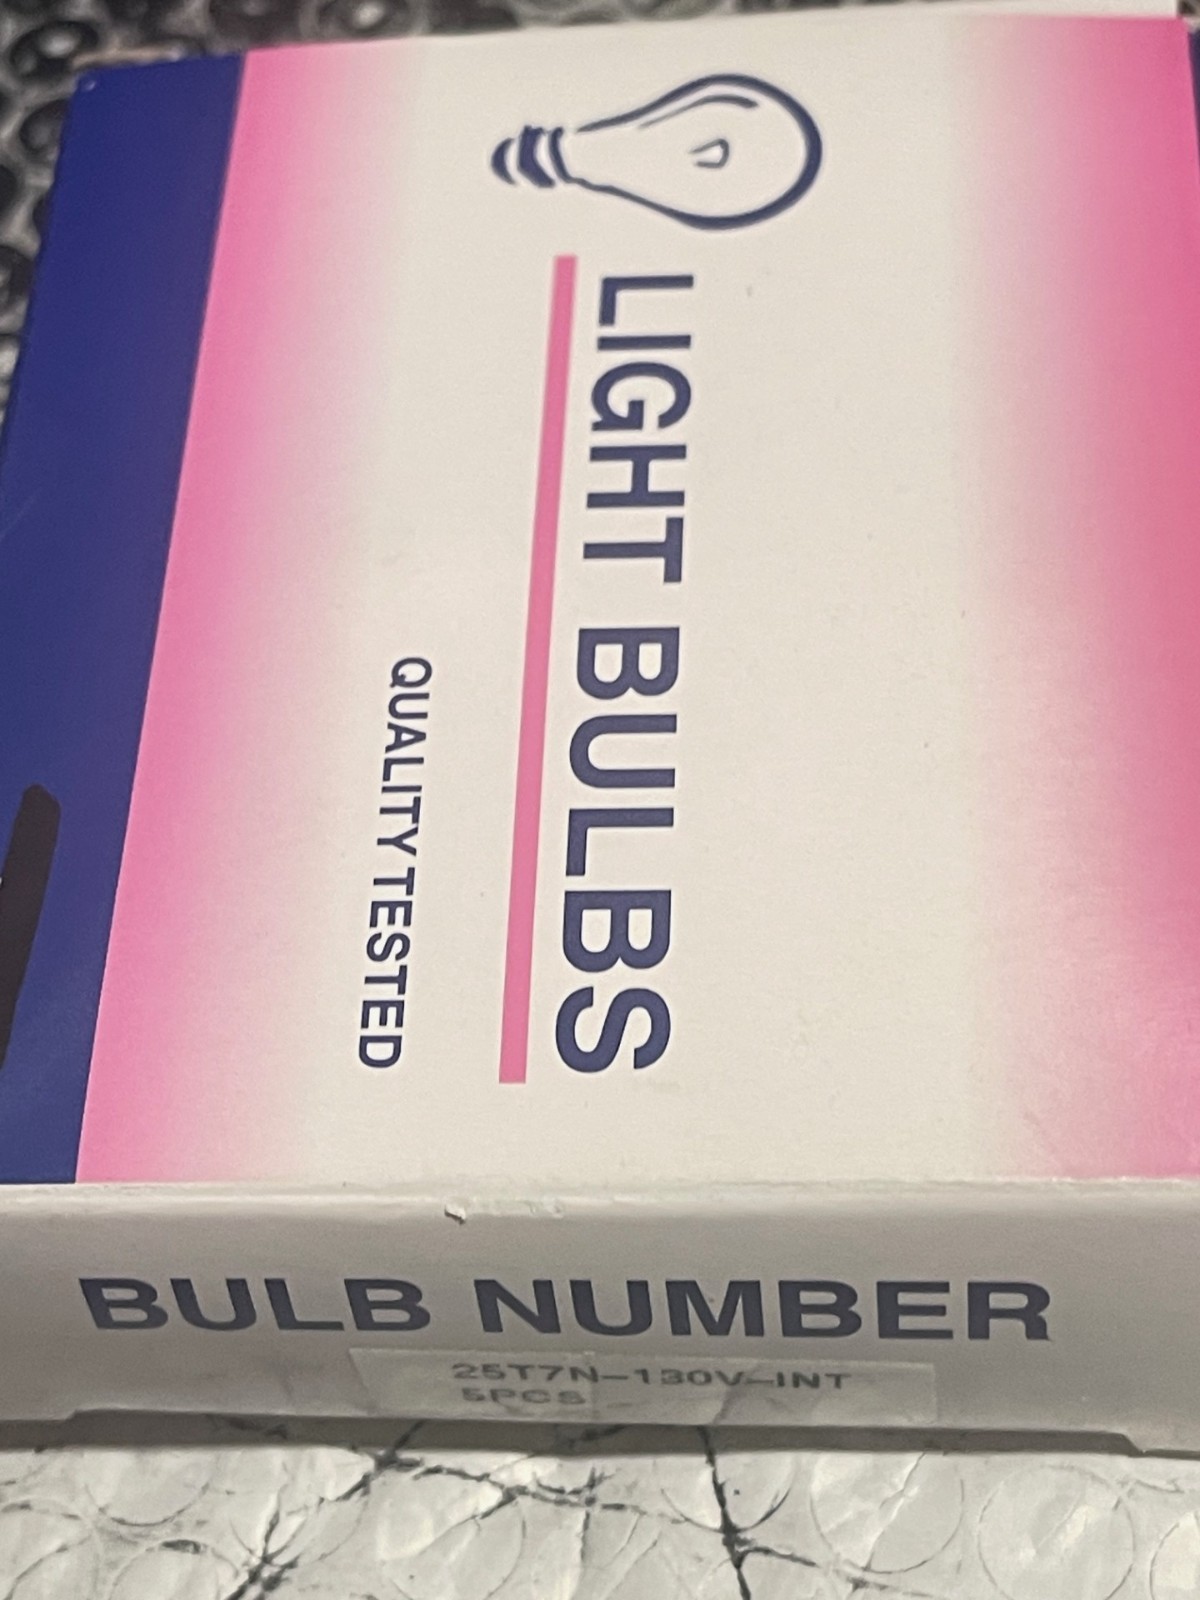 LIGHT BULBS
QUALITY TESTED
BULB NUMBER
25T7N-130V-INT
5PCS